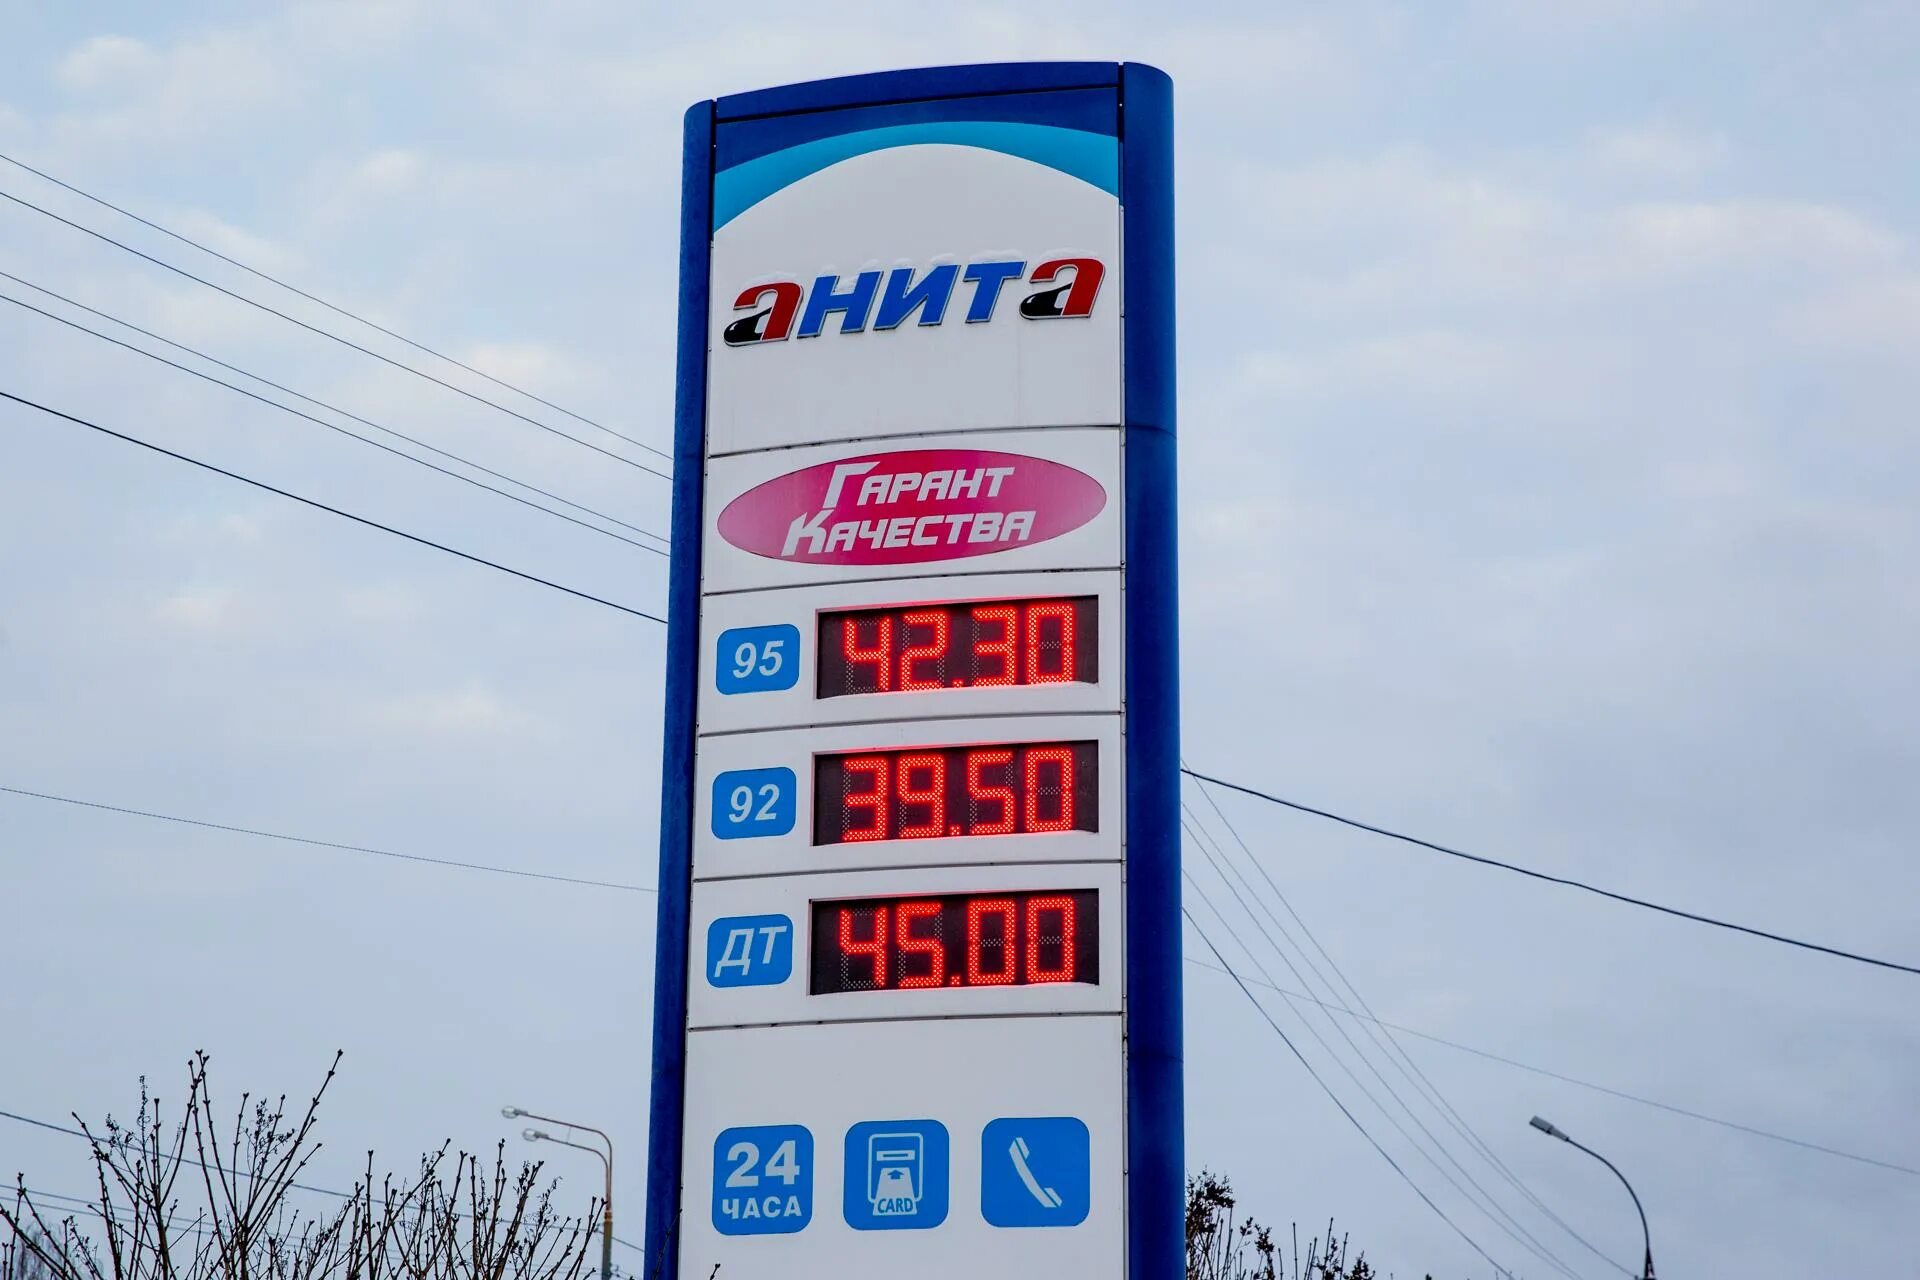 анита
Гарант
Качества
95 42.30
92 39.50
ДТ 45.00
24
ЧАСА
CARD